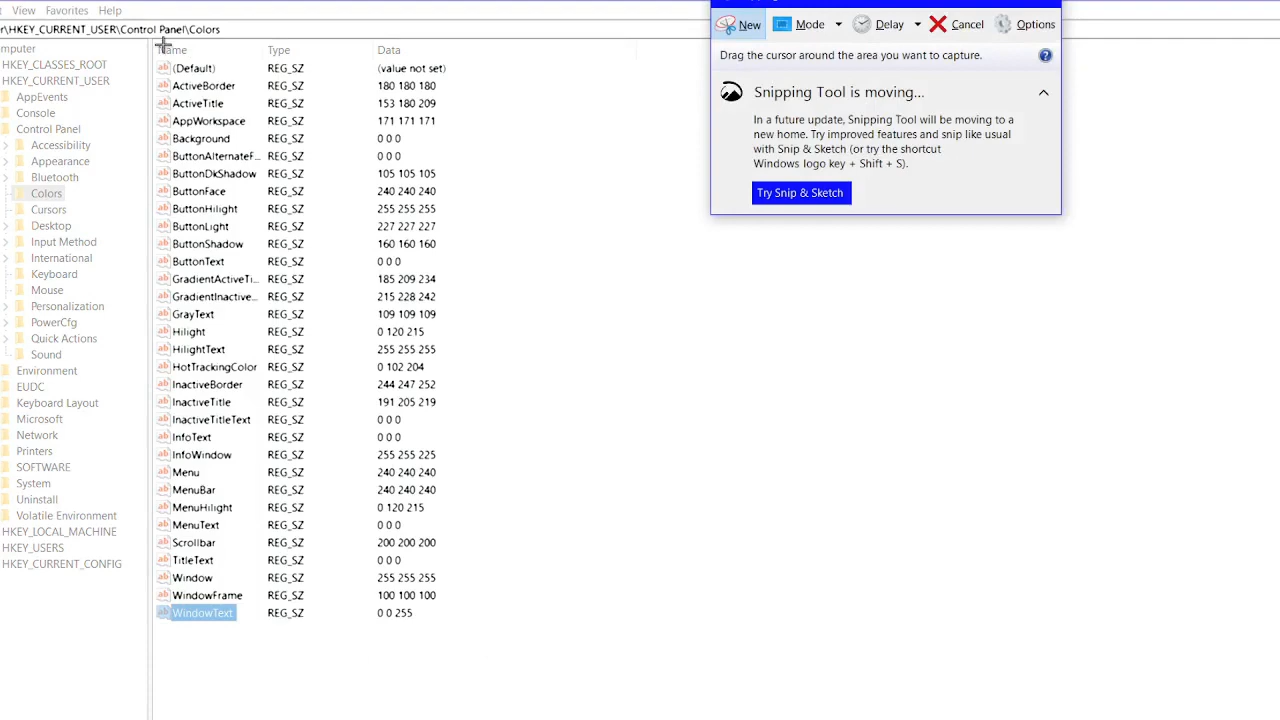 View Favorites Help
r\HKEY_CURRENT_USER\Control Panel\Colors
mputer
HKEY_CLASSES_ROOT
HKEY_CURRENT_USER
AppEvents
Console
Control Panel
Accessibility
Appearance
Bluetooth
Colors
Cursors
Desktop
Input Method
International
Keyboard
Mouse
Personalization
PowerCfg
Quick Actions
Sound
Environment
EUDC
Keyboard Layout
Microsoft
Network
Printers
SOFTWARE
System
Uninstall
Volatile Environment
HKEY_LOCAL_MACHINE
HKEY_USERS
HKEY_CURRENT_CONFIG
Name Type Data
(Default) REG_SZ (value not set)
ActiveBorder REG_SZ 180 180 180
ActiveTitle REG_SZ 153 180 209
AppWorkspace REG_SZ 171 171 171
Background REG_SZ 0 0 0
ButtonAlternateF... REG_SZ 0 0 0
ButtonDkShadow REG_SZ 105 105 105
ButtonFace REG_SZ 240 240 240
ButtonHilight REG_SZ 255 255 255
ButtonLight REG_SZ 227 227 227
ButtonShadow REG_SZ 160 160 160
ButtonText REG_SZ 0 0 0
GradientActiveTi... REG_SZ 185 209 234
GradientInactive... REG_SZ 215 228 242
GrayText REG_SZ 109 109 109
Hilight REG_SZ 0 120 215
HilightText REG_SZ 255 255 255
HotTrackingColor REG_SZ 0 102 204
InactiveBorder REG_SZ 244 247 252
InactiveTitle REG_SZ 191 205 219
InactiveTitleText REG_SZ 0 0 0
InfoText REG_SZ 0 0 0
InfoWindow REG_SZ 255 255 225
Menu REG_SZ 240 240 240
MenuBar REG_SZ 240 240 240
MenuHilight REG_SZ 0 120 215
MenuText REG_SZ 0 0 0
Scrollbar REG_SZ 200 200 200
TitleText REG_SZ 0 0 0
Window REG_SZ 255 255 255
WindowFrame REG_SZ 100 100 100
WindowText REG_SZ 0 0 255
New Mode Delay Cancel Options
Drag the cursor around the area you want to capture.
Snipping Tool is moving...
In a future update, Snipping Tool will be moving to a
new home. Try improved features and snip like usual
with Snip & Sketch (or try the shortcut
Windows logo key + Shift + S).
Try Snip & Sketch